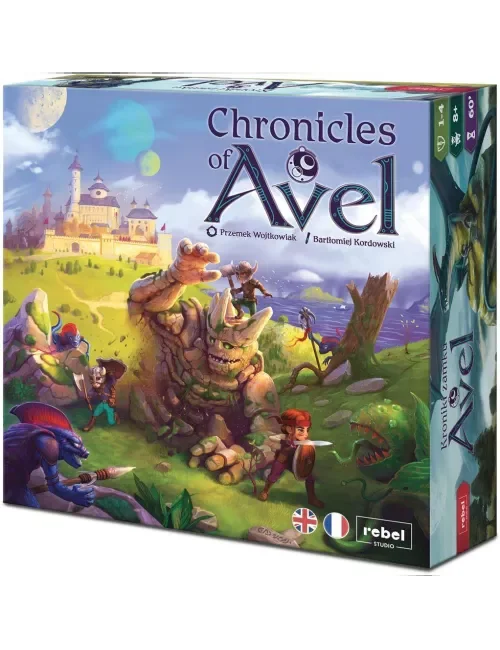 Chronicles
of Avel
Przemek Wojtkowiak / Bartłomiej Kordowski
rebel
STUDIO
1-4
8+
60'
Kroniki zamku
Avel
rebel